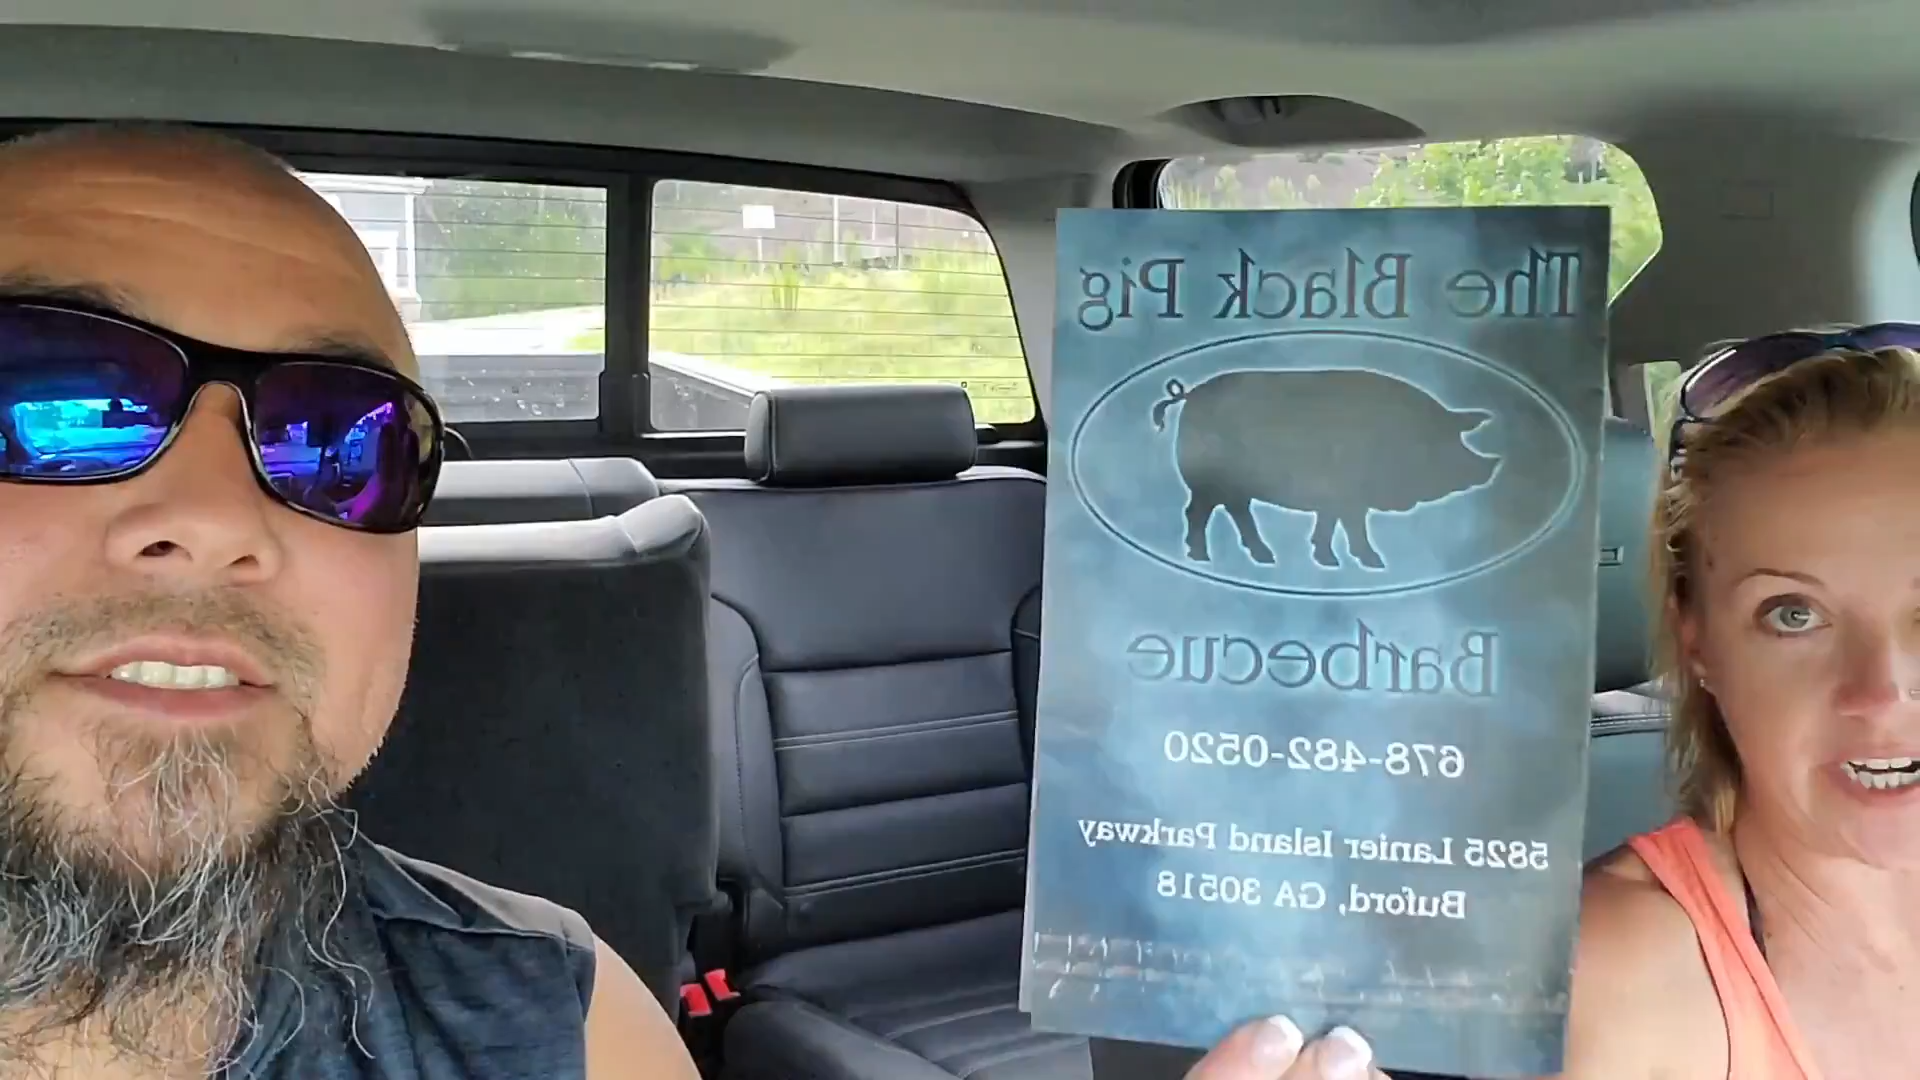 The Black Pig
Barbecue
678-482-0520
5825 Lanier Island Parkway
Buford, GA 30518